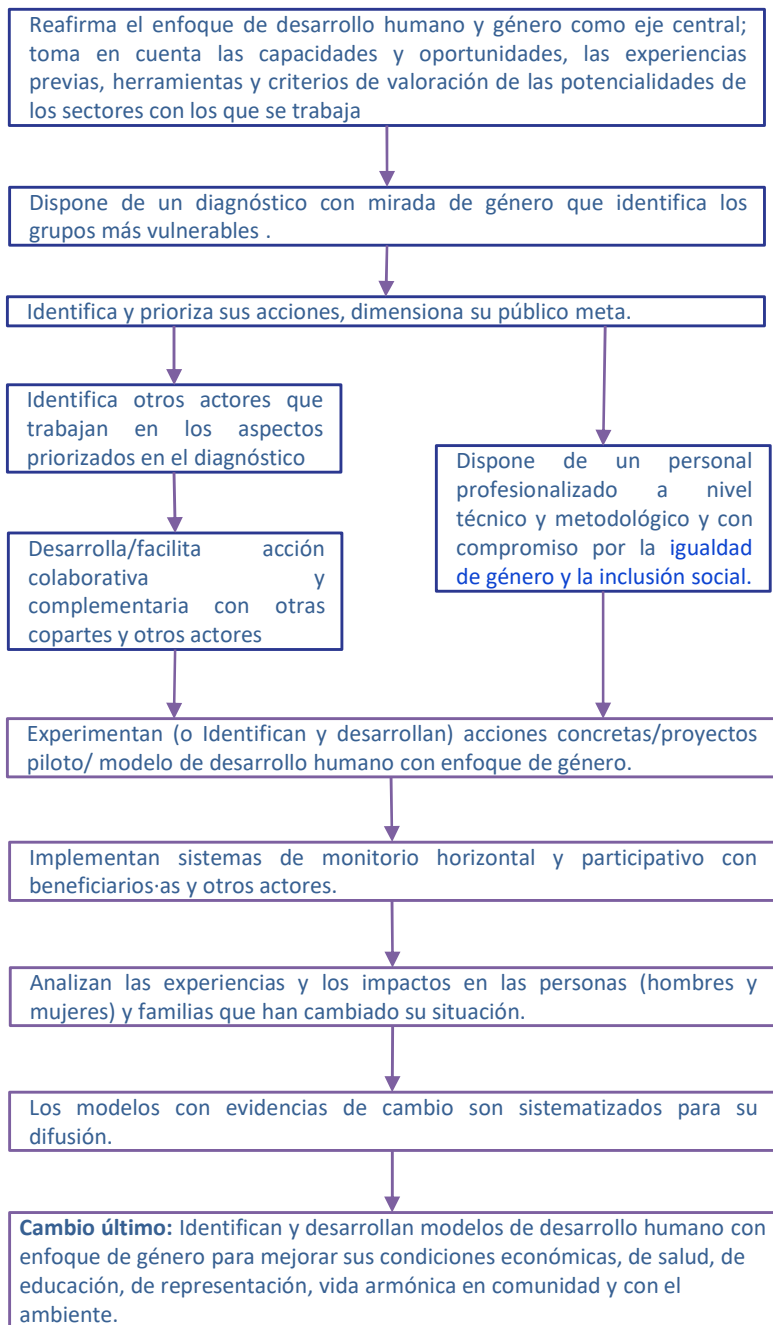 Reafirma el enfoque de desarrollo humano y género como eje central;
toma en cuenta las capacidades y oportunidades, las experiencias
previas, herramientas y criterios de valoración de las potencialidades de
los sectores con los que se trabaja
Dispone de un diagnóstico con mirada de género que identifica los
grupos más vulnerables .
Identifica y prioriza sus acciones, dimensiona su público meta.
Identifica otros actores que
trabajan en los aspectos
priorizados en el diagnóstico
Desarrolla/facilita acción
colaborativa y
complementaria con otras
copartes y otros actores
Dispone de un personal
profesionalizado a nivel
técnico y metodológico y con
compromiso por la igualdad
de género y la inclusión social.
Experimentan (o Identifican y desarrollan) acciones concretas/proyectos
piloto/ modelo de desarrollo humano con enfoque de género.
Implementan sistemas de monitorio horizontal y participativo con
beneficiarios·as y otros actores.
Analizan las experiencias y los impactos en las personas (hombres y
mujeres) y familias que han cambiado su situación.
Los modelos con evidencias de cambio son sistematizados para su
difusión.
Cambio último: Identifican y desarrollan modelos de desarrollo humano con
enfoque de género para mejorar sus condiciones económicas, de salud, de
educación, de representación, vida armónica en comunidad y con el
ambiente.